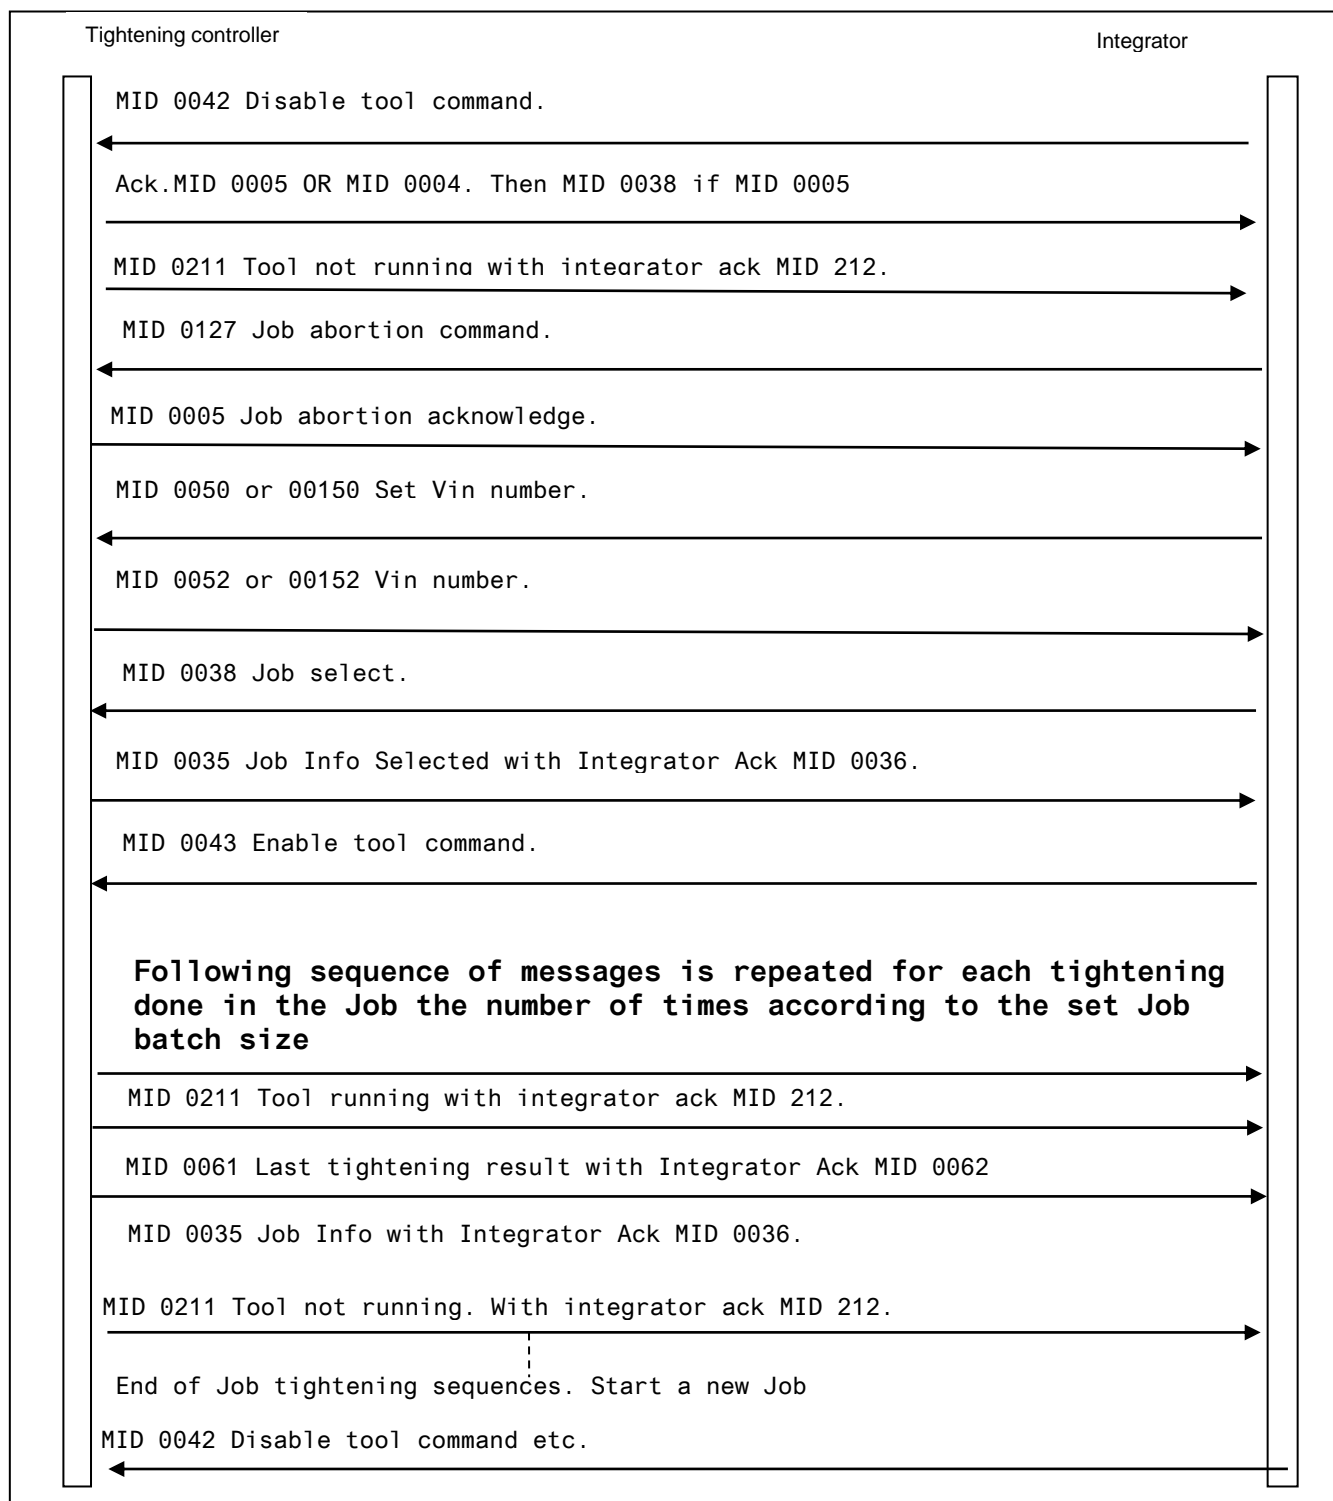 Tightening controller
Integrator
MID 0042 Disable tool command.
Ack.MID 0005 OR MID 0004. Then MID 0038 if MID 0005
MID 0211 Tool not running with integrator ack MID 212.
MID 0127 Job abortion command.
MID 0005 Job abortion acknowledge.
MID 0050 or 00150 Set Vin number.
MID 0052 or 00152 Vin number.
MID 0038 Job select.
MID 0035 Job Info Selected with Integrator Ack MID 0036.
MID 0043 Enable tool command.
Following sequence of messages is repeated for each tightening
done in the Job the number of times according to the set Job
batch size
MID 0211 Tool running with integrator ack MID 212.
MID 0061 Last tightening result with Integrator Ack MID 0062
MID 0035 Job Info with Integrator Ack MID 0036.
MID 0211 Tool not running. With integrator ack MID 212.
End of Job tightening sequences. Start a new Job
MID 0042 Disable tool command etc.